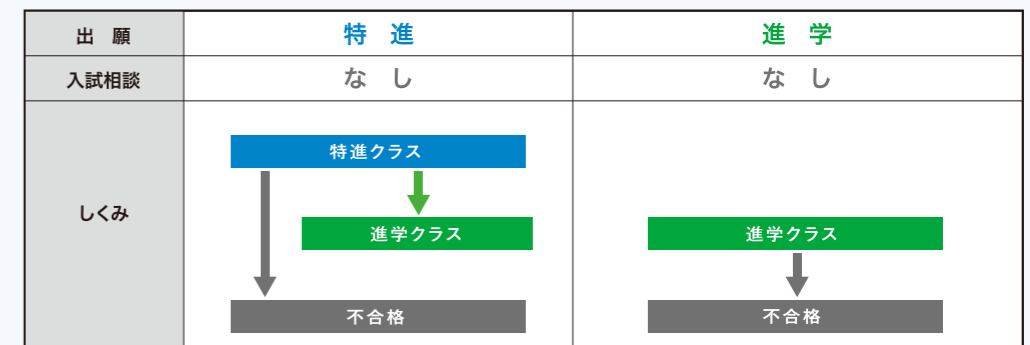 出 願 特 進 進 学
入試相談 な し な し
しくみ
特進クラス
進学クラス 進学クラス
不合格 不合格